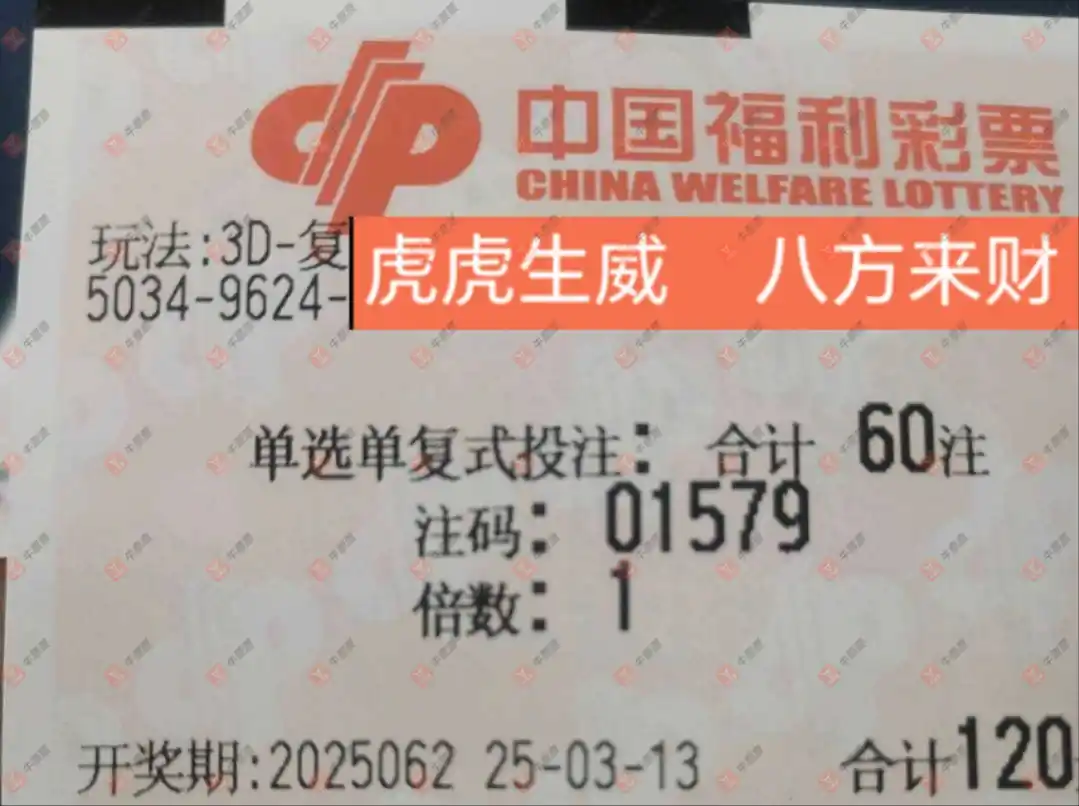 中国福利彩票
CHINA WELFARE LOTTERY
玩法:3D-复
虎虎生威 八方来财
5034-9624-
单选单复式投注: 合计 60注
注码: 01579
倍数: 1
开奖期:2025062 25-03-13 合计120